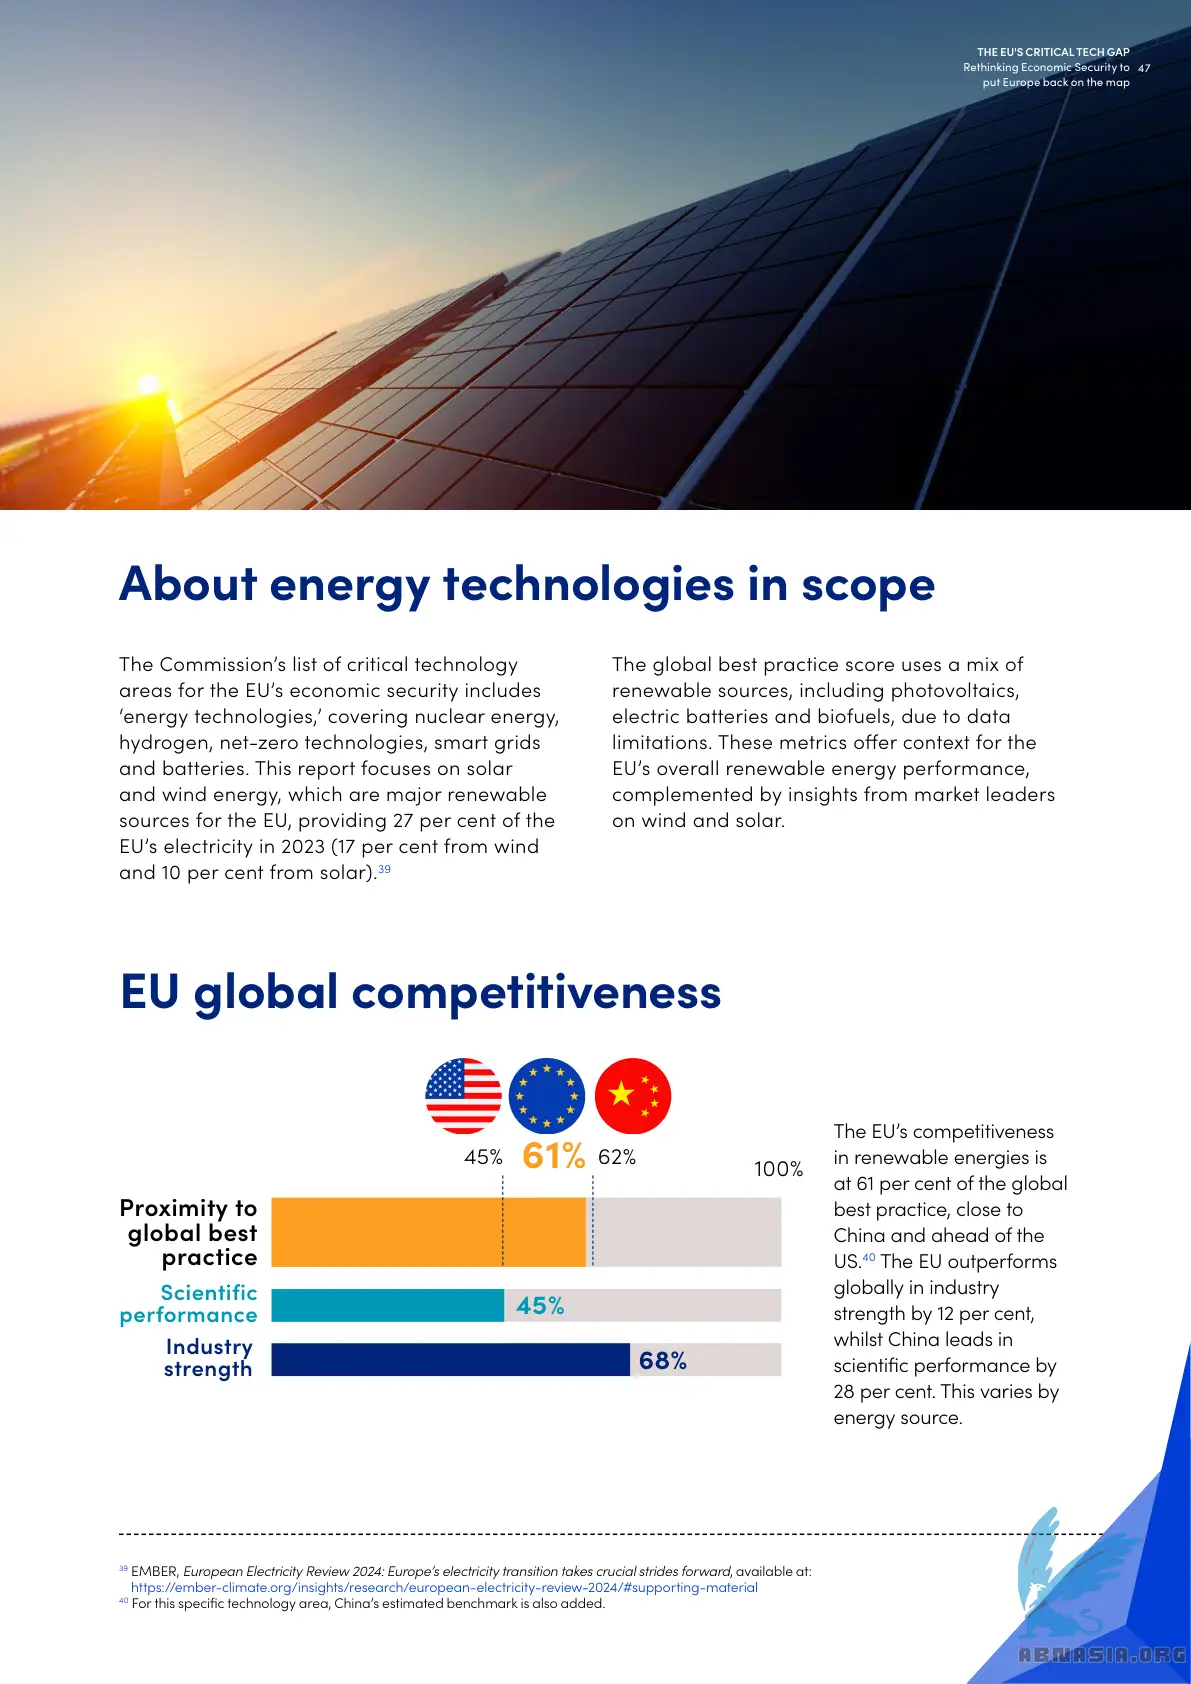 THE EU'S CRITICAL TECH GAP
Rethinking Economic Security to 47
put Europe back on the map
About energy technologies in scope
The Commission's list of critical technology
areas for the EU's economic security includes
'energy technologies,' covering nuclear energy,
hydrogen, net-zero technologies, smart grids
and batteries. This report focuses on solar
and wind energy, which are major renewable
sources for the EU, providing 27 per cent of the
EU's electricity in 2023 (17 per cent from wind
and 10 per cent from solar).39
The global best practice score uses a mix of
renewable sources, including photovoltaics,
electric batteries and biofuels, due to data
limitations. These metrics offer context for the
EU's overall renewable energy performance,
complemented by insights from market leaders
on wind and solar.
EU global competitiveness
45% 61% 62%
100%
Proximity to
global best
practice
Scientific
performance
45%
Industry
strength
68%
The EU's competitiveness
in renewable energies is
at 61 per cent of the global
best practice, close to
China and ahead of the
US.40 The EU outperforms
globally in industry
strength by 12 per cent,
whilst China leads in
scientific performance by
28 per cent. This varies by
energy source.
39 EMBER, European Electricity Review 2024: Europe's electricity transition takes crucial strides forward, available at:
https://ember-climate.org/insights/research/european-electricity-review-2024/#supporting-material
40 For this specific technology area, China's estimated benchmark is also added.
ABNASIA.ORG